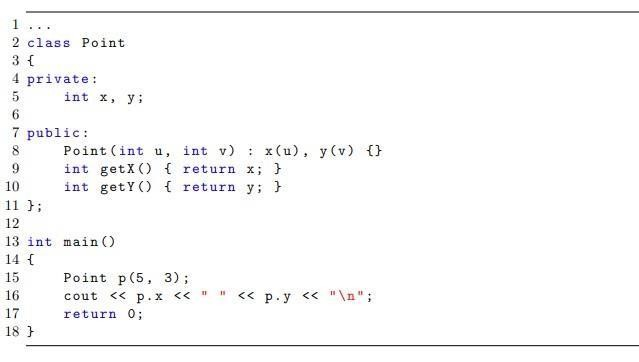 1 ...
2 class Point
3 {
4 private:
5     int x, y;
6
7 public:
8     Point(int u, int v) : x(u), y(v) {}
9     int getX() { return x; }
10     int getY() { return y; }
11 };
12
13 int main()
14 {
15     Point p(5, 3);
16     cout << p.x << " " << p.y << "\n";
17     return 0;
18 }